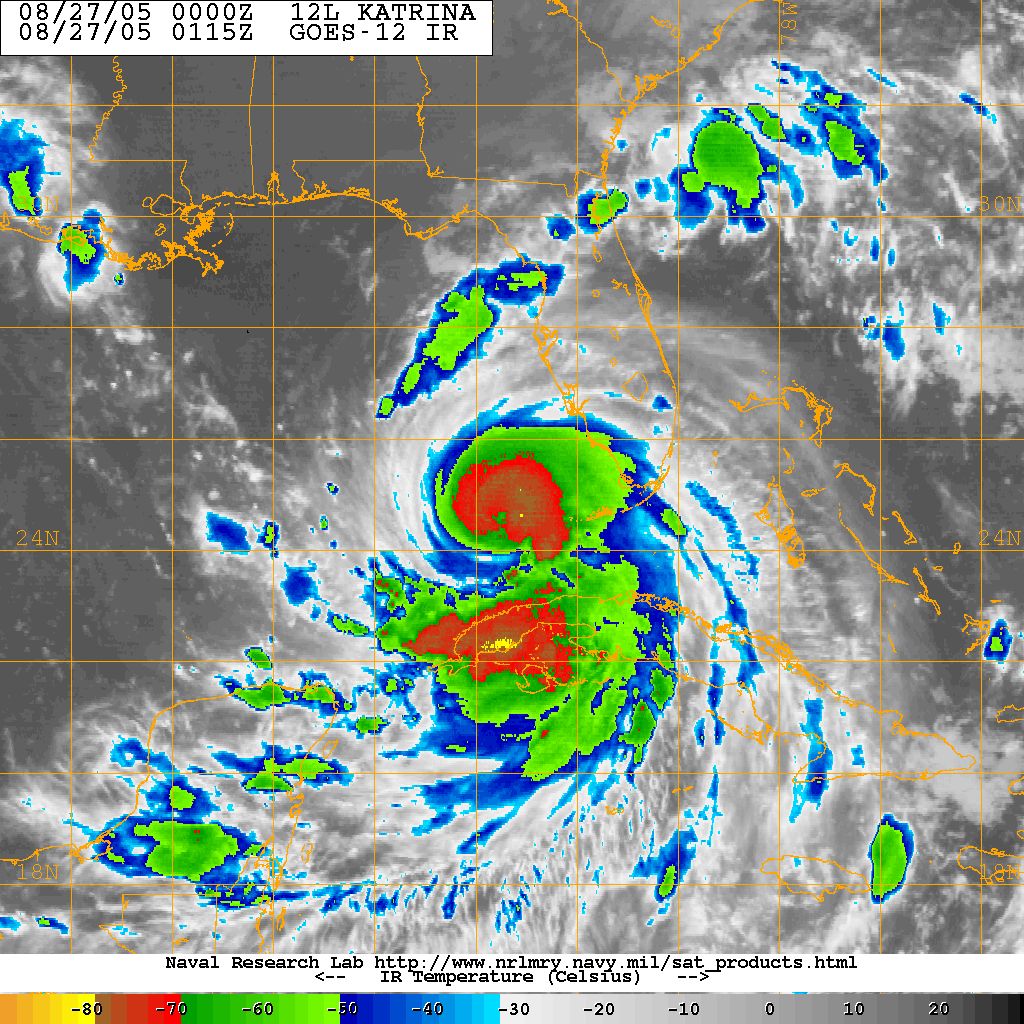 08/27/05 0000Z 12L KATRINA
08/27/05 0115Z GOES-12 IR
78W
30N
24N 24N
18N 18N
Naval Research Lab http://www.nrlmry.navy.mil/sat_products.html
<-- IR Temperature (Celsius) -->
-80 -70 -60 -50 -40 -30 -20 -10 0 10 20